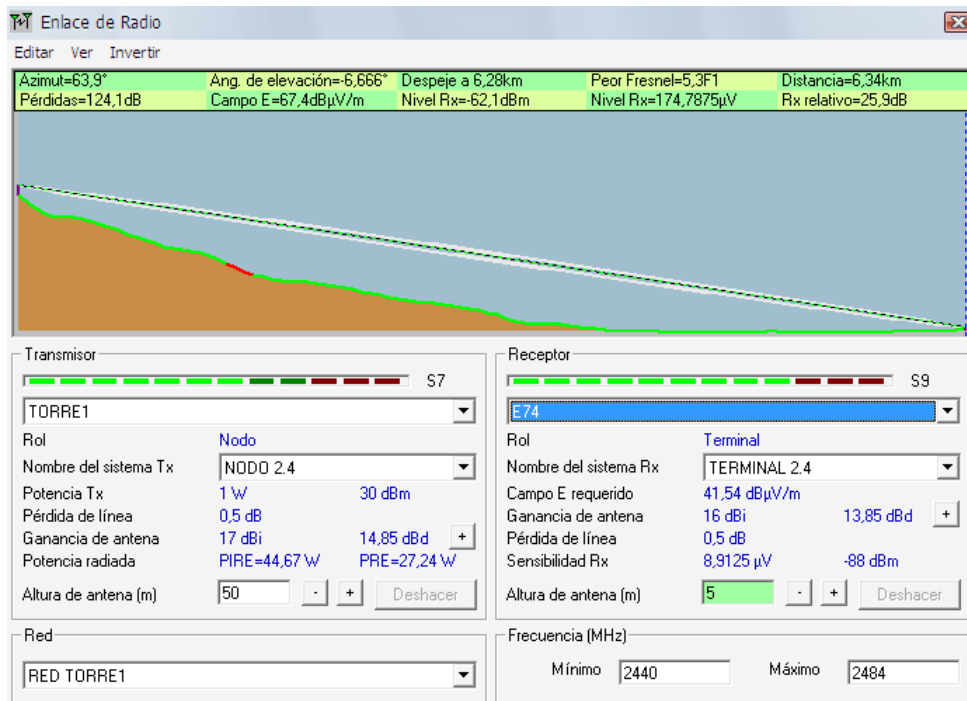 Enlace de Radio
Editar Ver Invertir
Azimut=63,9° Ang. de elevación=-6,666° Despeje a 6,28km Peor Fresnel=5,3F1 Distancia=6,34km
Pérdidas=124,1dB Campo E=67,4dBµV/m Nivel Rx=-62,1dBm Nivel Rx=174,7875µV Rx relativo=25,9dB
Transmisor
S7
TORRE1
Rol Nodo
Nombre del sistema Tx NODO 2.4
Potencia Tx 1 W 30 dBm
Pérdida de línea 0,5 dB
Ganancia de antena 17 dBi 14,85 dBd +
Potencia radiada PIRE=44,67 W PRE=27,24 W
Altura de antena (m) 50 - + Deshacer
Red
RED TORRE1
Receptor
S9
E74
Rol Terminal
Nombre del sistema Rx TERMINAL 2.4
Campo E requerido 41,54 dBµV/m
Ganancia de antena 16 dBi 13,85 dBd +
Pérdida de línea 0,5 dB
Sensibilidad Rx 8,9125 µV -88 dBm
Altura de antena (m) 5 - + Deshacer
Frecuencia (MHz)
Mínimo 2440 Máximo 2484